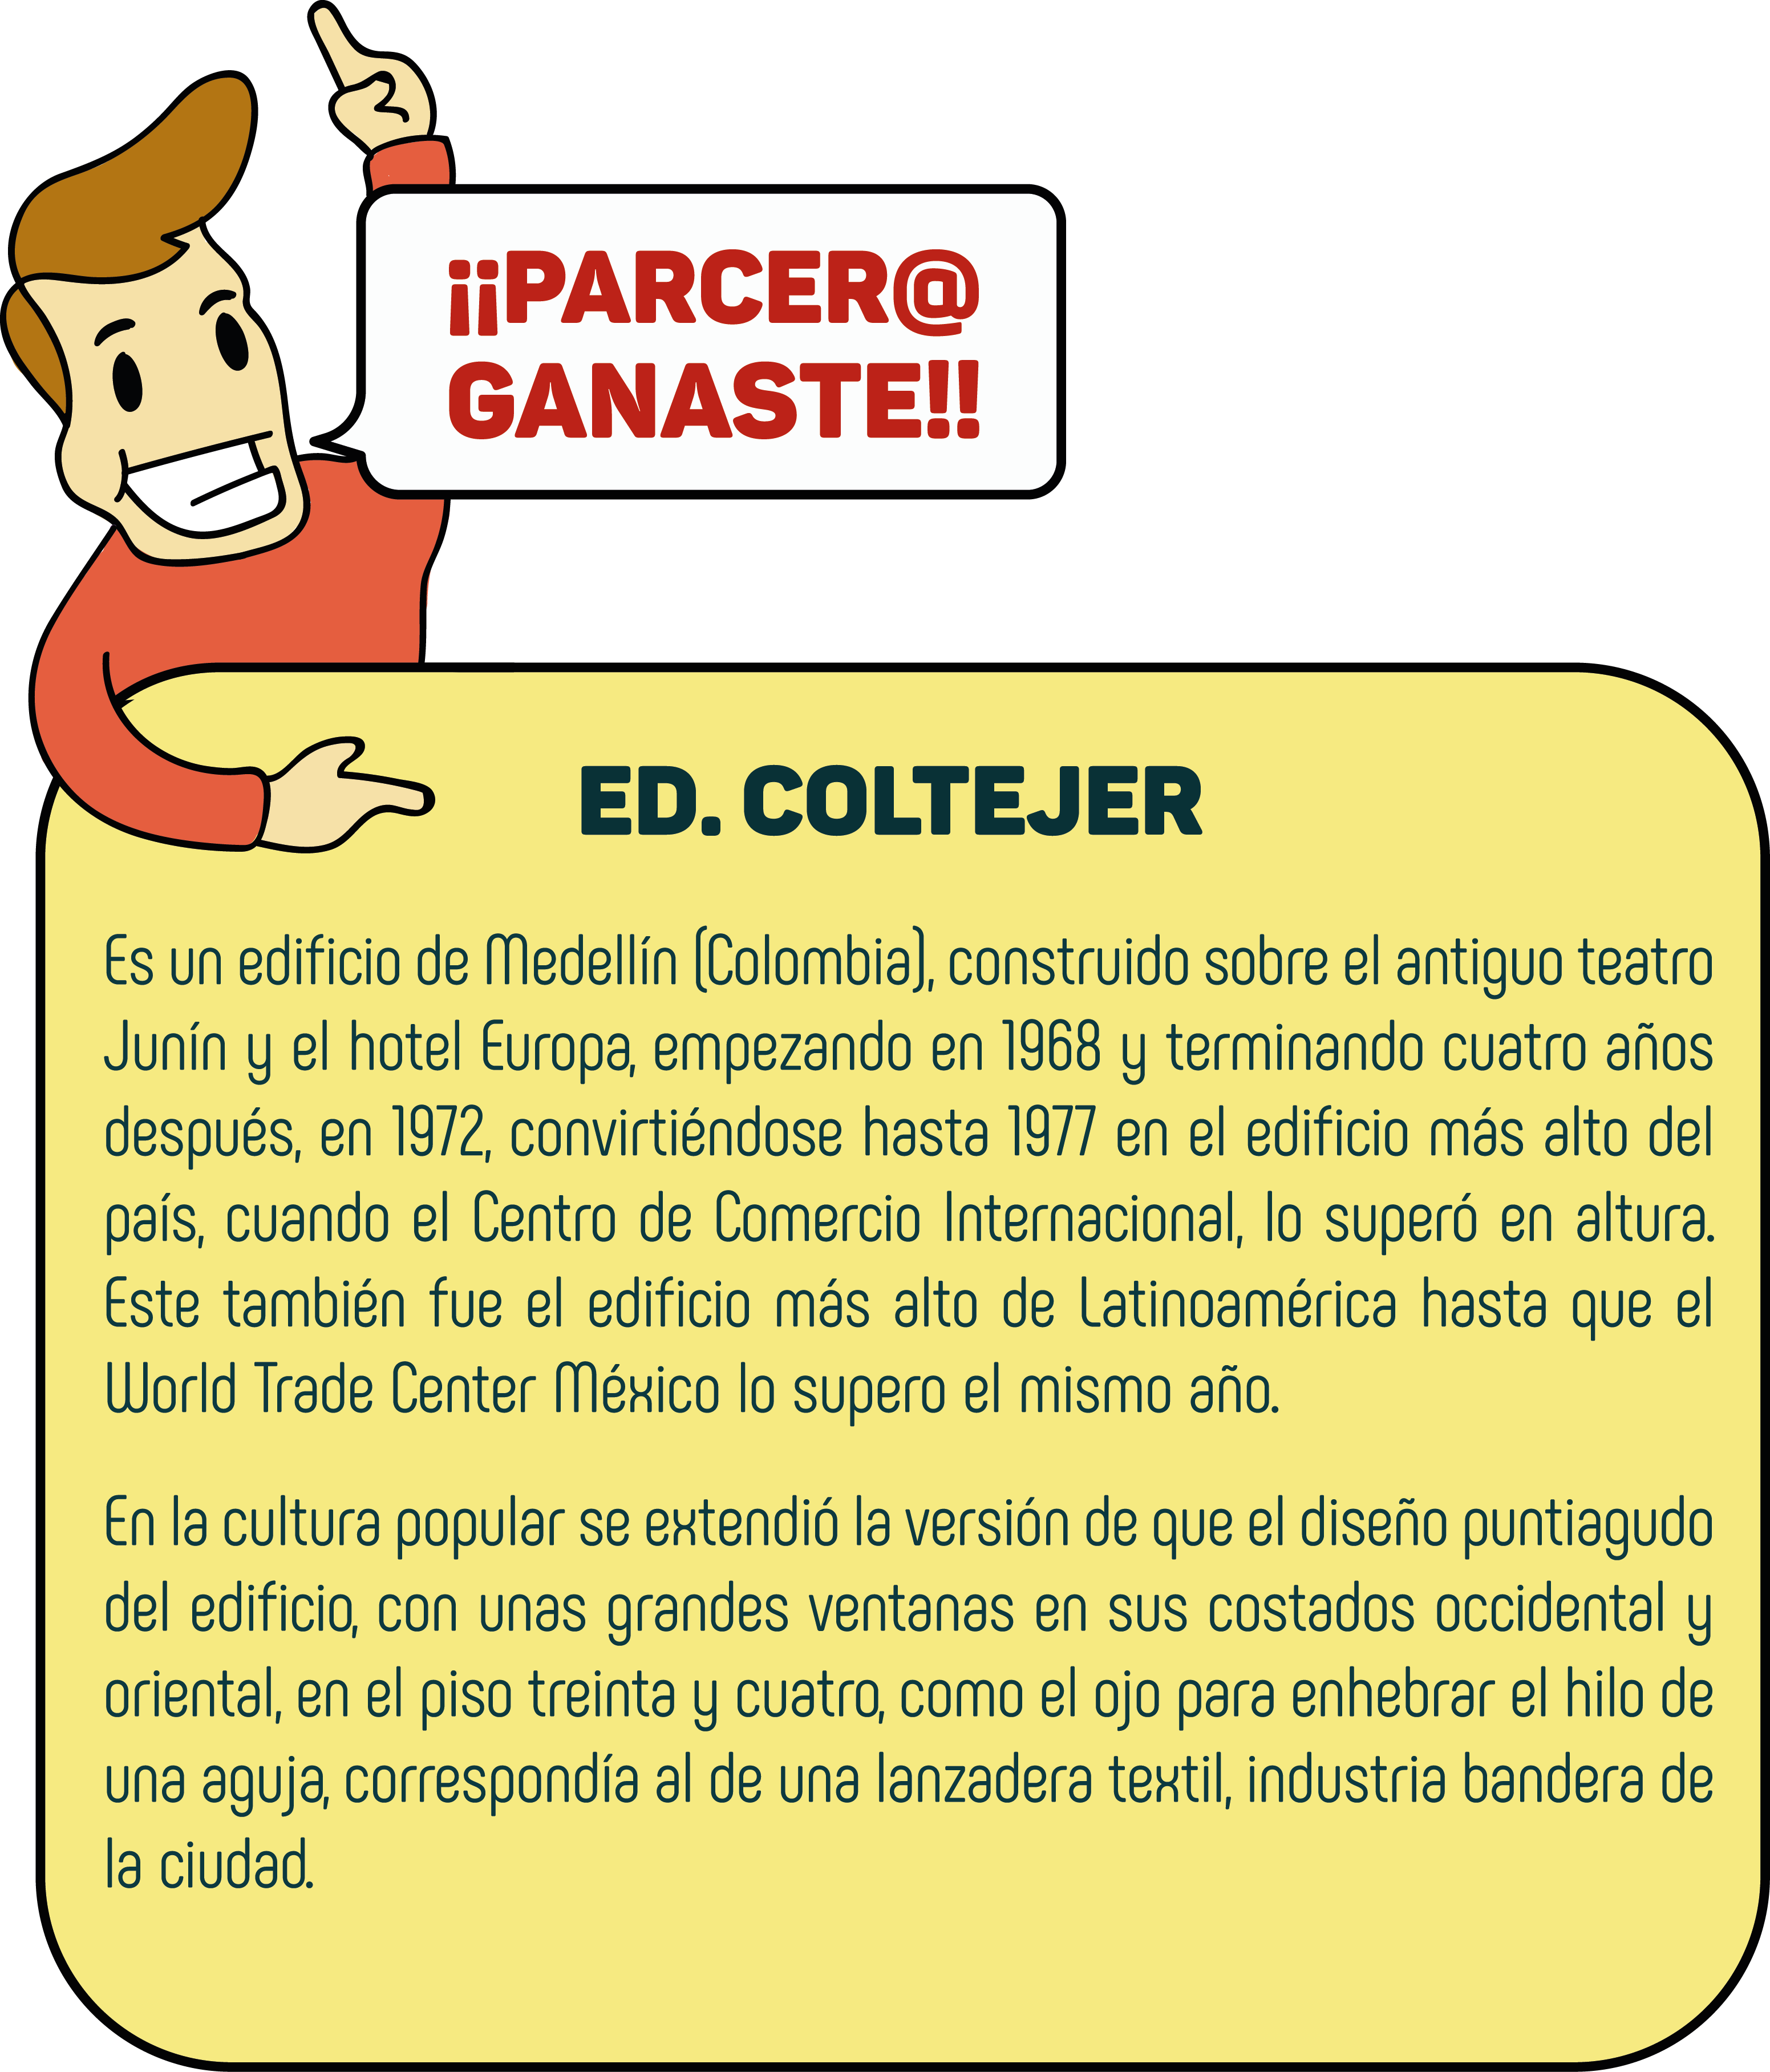 ¡¡PARCER@
GANASTE!!
ED. COLTEJER
Es un edificio de Medellín (Colombia), construido sobre el antiguo teatro
Junín y el hotel Europa, empezando en 1968 y terminando cuatro años
después, en 1972, convirtiéndose hasta 1977 en el edificio más alto del
país, cuando el Centro de Comercio Internacional, lo superó en altura.
Este también fue el edificio más alto de Latinoamérica hasta que el
World Trade Center México lo supero el mismo año.
En la cultura popular se extendió la versión de que el diseño puntiagudo
del edificio, con unas grandes ventanas en sus costados occidental y
oriental, en el piso treinta y cuatro, como el ojo para enhebrar el hilo de
una aguja, correspondía al de una lanzadera textil, industria bandera de
la ciudad.